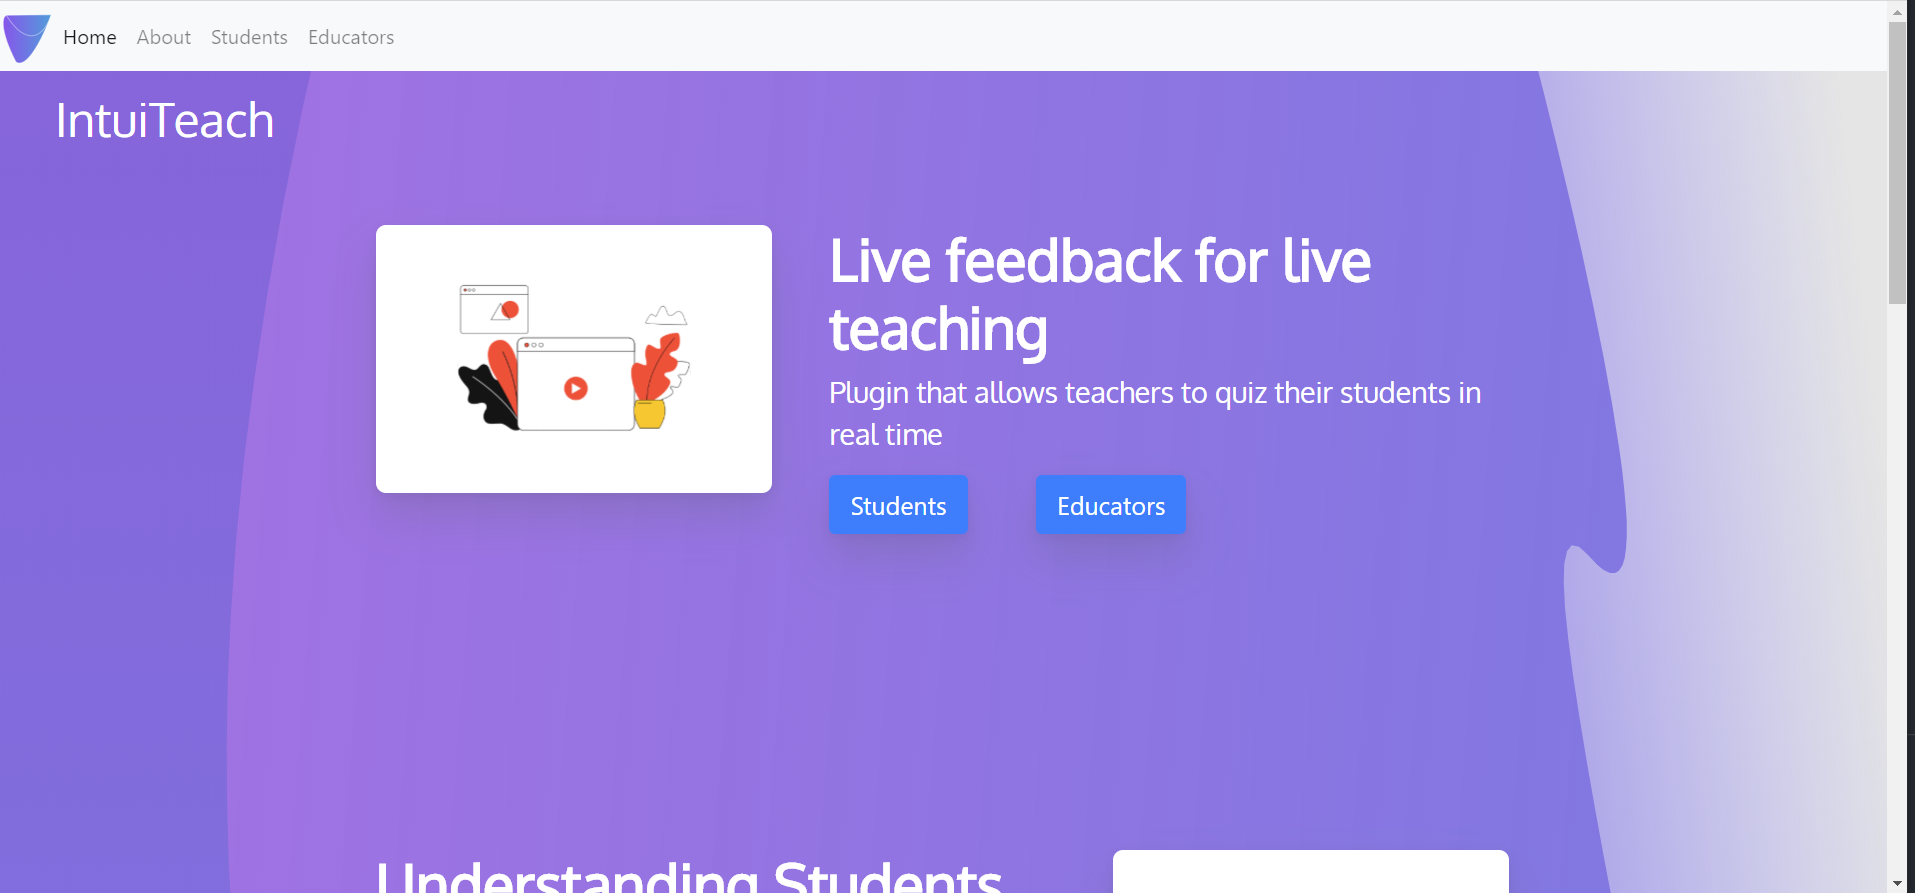 Home About Students Educators
IntuiTeach
Live feedback for live
teaching
Plugin that allows teachers to quiz their students in
real time
Students Educators
Understanding Students